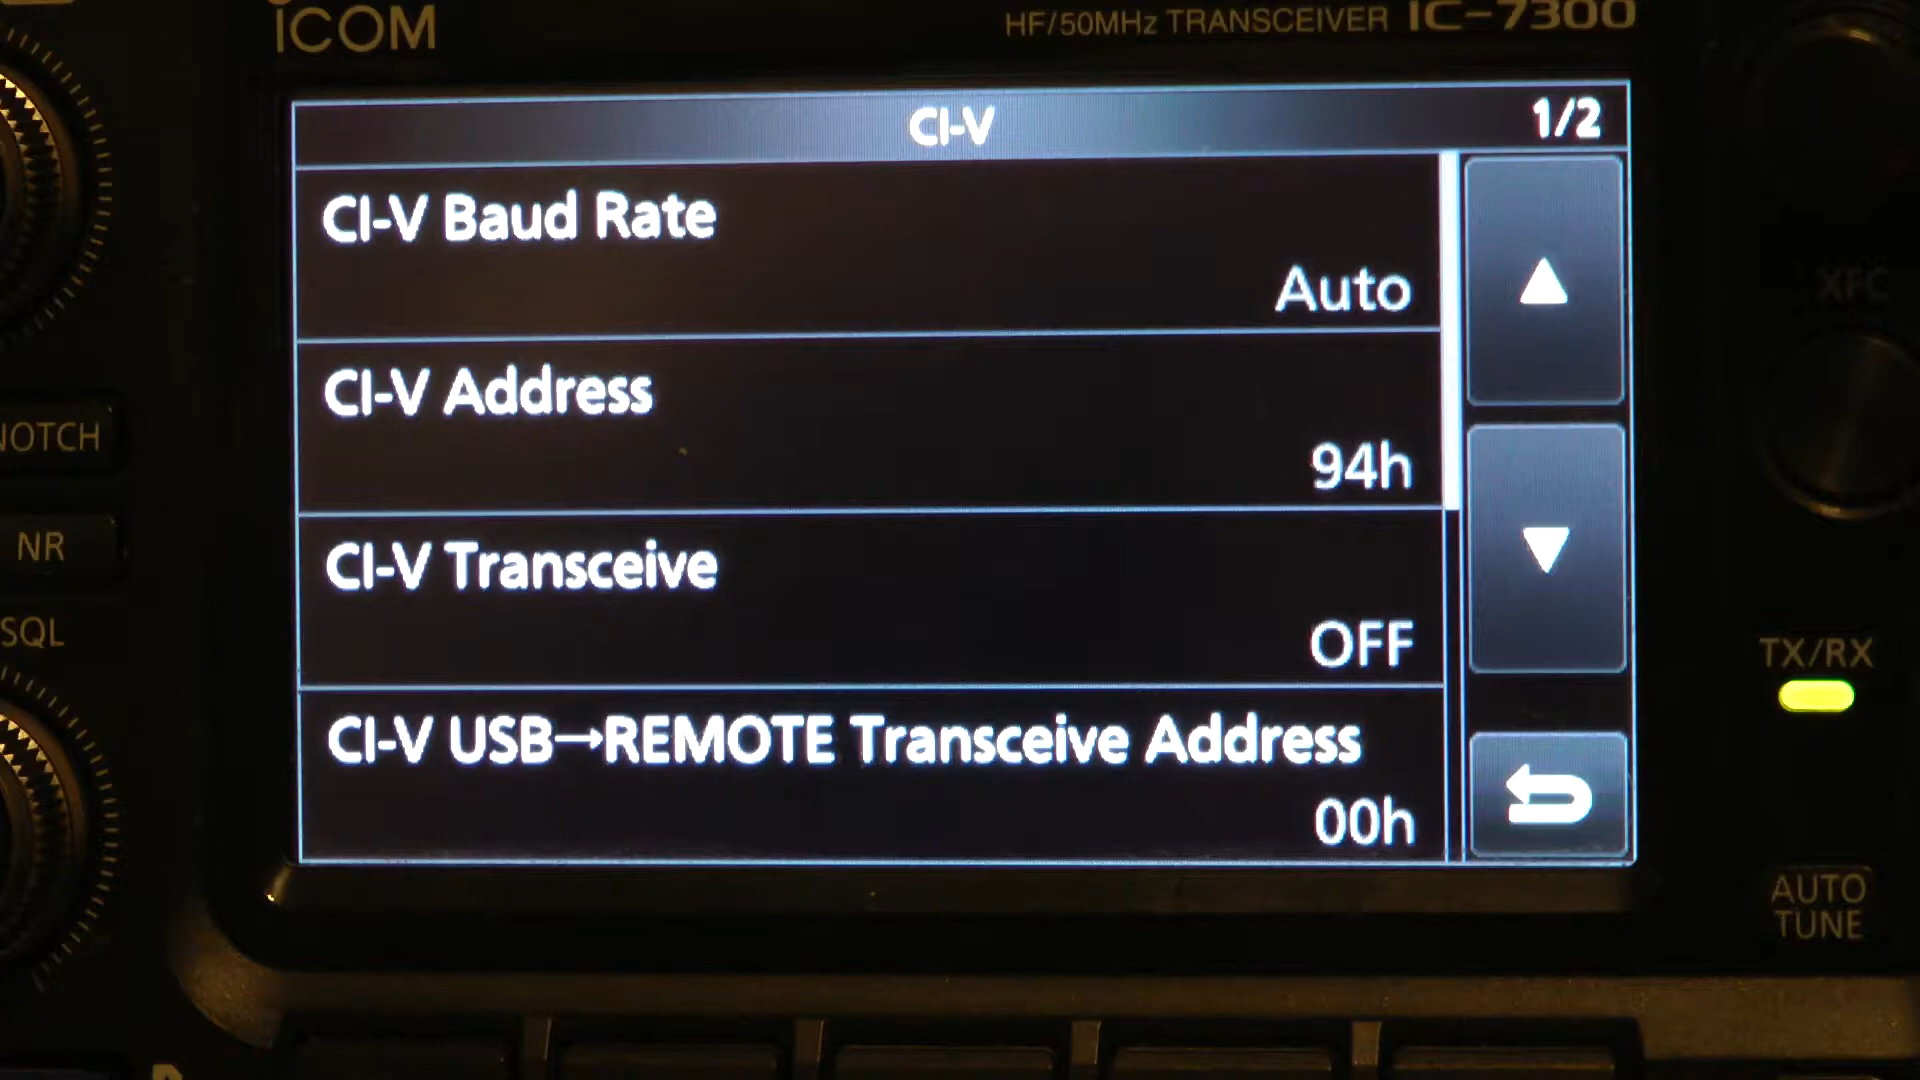 ICOM
HF/50MHz TRANSCEIVER IC-7300
CI-V 1/2
CI-V Baud Rate
Auto
CI-V Address
94h
CI-V Transceive
OFF
CI-V USB→REMOTE Transceive Address
00h
NOTCH
NR
SQL
XFC
TX/RX
AUTO
TUNE